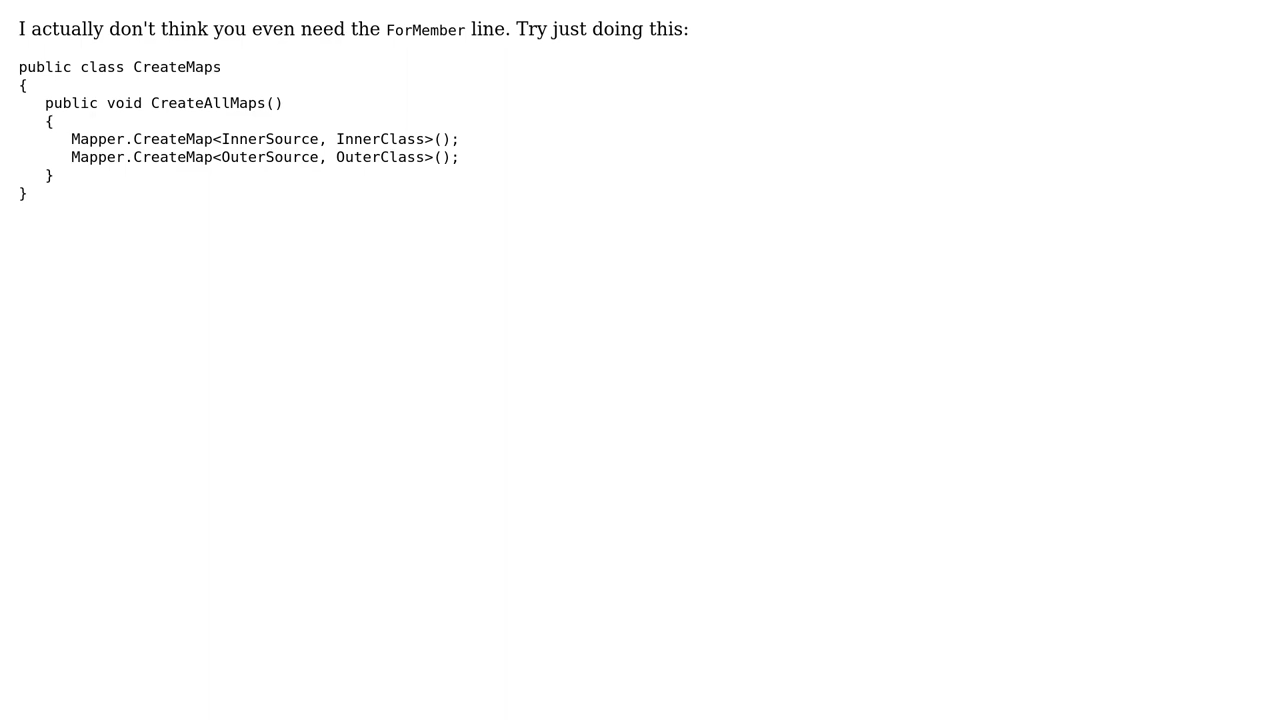 I actually don't think you even need the ForMember line. Try just doing this:
public class CreateMaps
{
   public void CreateAllMaps()
   {
      Mapper.CreateMap<InnerSource, InnerClass>();
      Mapper.CreateMap<OuterSource, OuterClass>();
   }
}